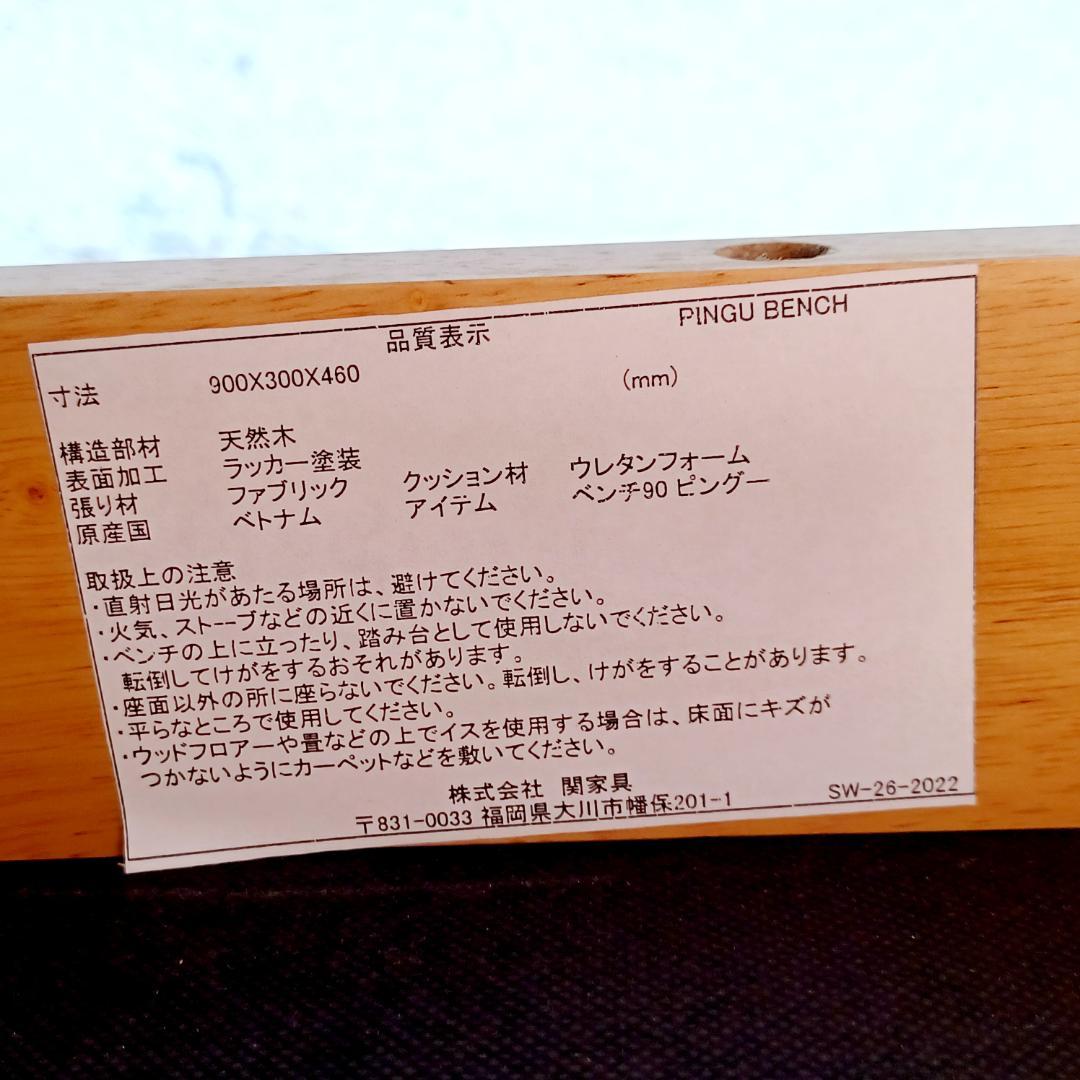 品質表示 PINGU BENCH
寸法 900X300X460 (mm)
構造部材 天然木
表面加工 ラッカー塗装
張り材 ファブリック クッション材 ウレタンフォーム
原産国 ベトナム アイテム ベンチ90 ピングー
取扱上の注意
・直射日光があたる場所は、避けてください。
・火気、ストーブなどの近くに置かないでください。
・ベンチの上に立ったり、踏み台として使用しないでください。
転倒してけがをするおそれがあります。
・座面以外の所に座らないでください。転倒し、けがをすることがあります。
・平らなところで使用してください。
・ウッドフロアーや畳などの上でイスを使用する場合は、床面にキズが
つかないようにカーペットなどを敷いてください。
株式会社 関家具
〒831-0033 福岡県大川市幡保201-1 SW-26-2022